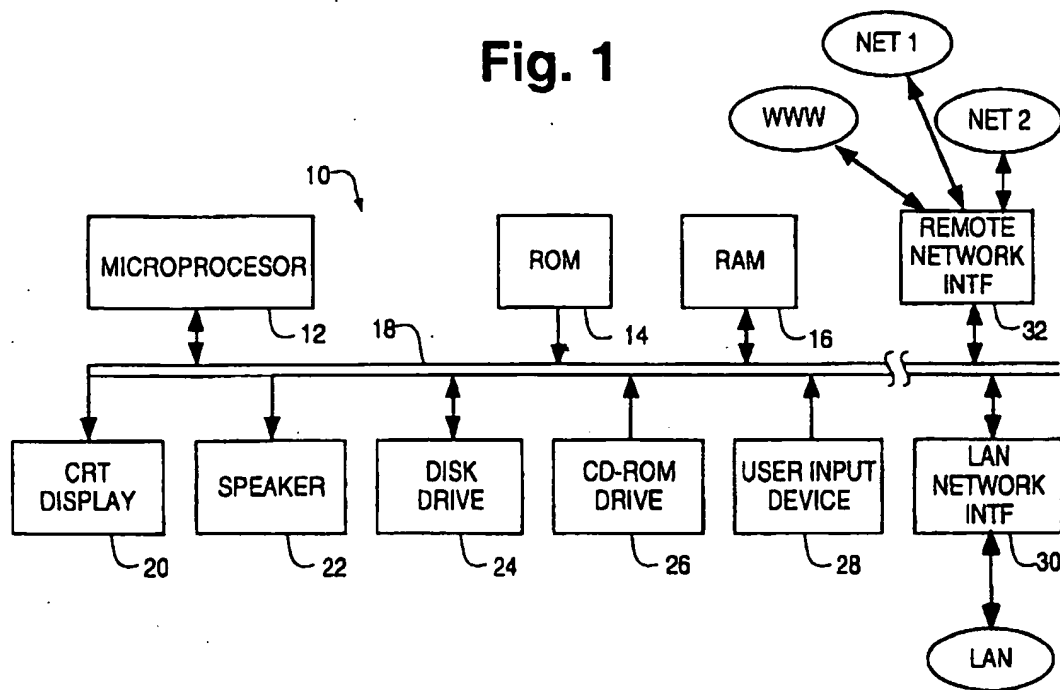 Fig. 1
NET 1
WWW
NET 2
10
MICROPROCESOR
ROM
RAM
REMOTE
NETWORK
INTF
12
18
14
16
32
CRT
DISPLAY
SPEAKER
DISK
DRIVE
CD-ROM
DRIVE
USER INPUT
DEVICE
LAN
NETWORK
INTF
20
22
24
26
28
30
LAN